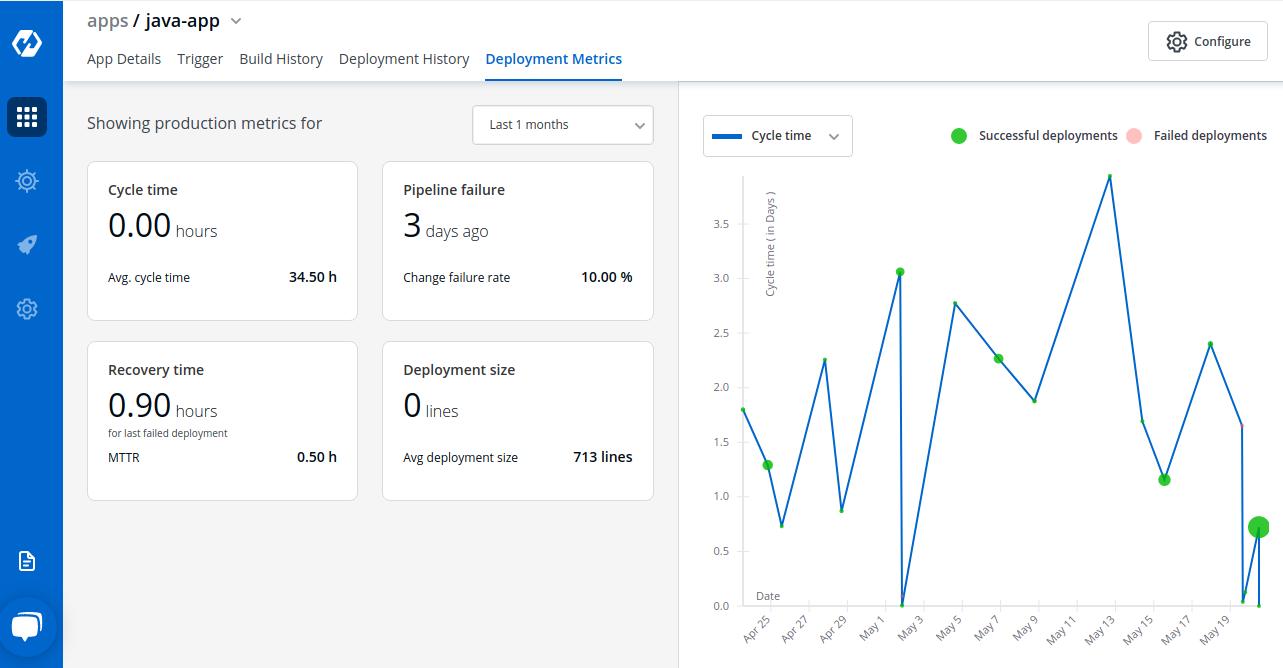 apps / java-app
App Details Trigger Build History Deployment History Deployment Metrics
Configure
Showing production metrics for
Last 1 months
Cycle time
0.00 hours
Avg. cycle time 34.50 h
Pipeline failure
3 days ago
Change failure rate 10.00 %
Recovery time
0.90 hours
for last failed deployment
MTTR 0.50 h
Deployment size
0 lines
Avg deployment size 713 lines
Cycle time
Successful deployments
Failed deployments
Cycle time ( in Days )
3.5
3.0
2.5
2.0
1.5
1.0
0.5
0.0
Date
Apr 25
Apr 27
Apr 29
May 1
May 3
May 5
May 7
May 9
May 11
May 13
May 15
May 17
May 19